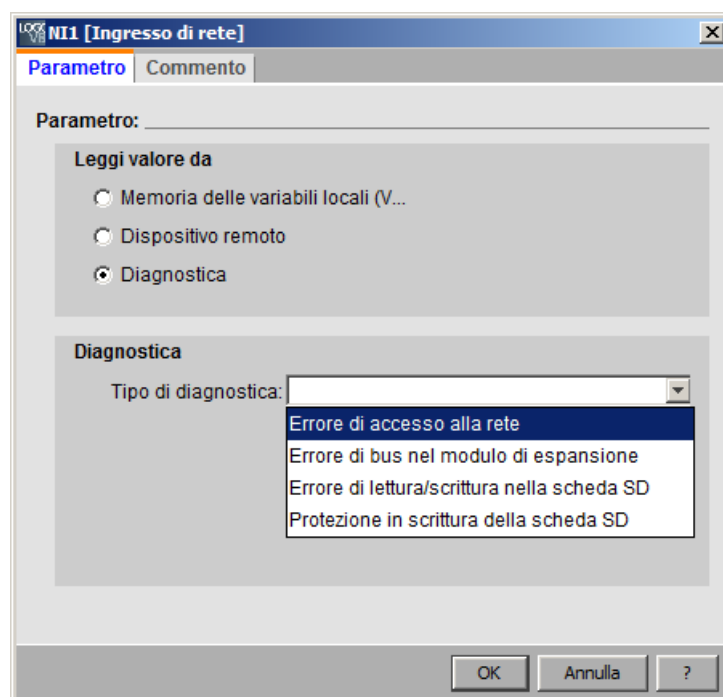 LOGO NI1 [Ingresso di rete]
Parametro Commento
Parametro:
Leggi valore da
Memoria delle variabili locali (V...
Dispositivo remoto
Diagnostica
Diagnostica
Tipo di diagnostica:
Errore di accesso alla rete
Errore di bus nel modulo di espansione
Errore di lettura/scrittura nella scheda SD
Protezione in scrittura della scheda SD
OK Annulla ?